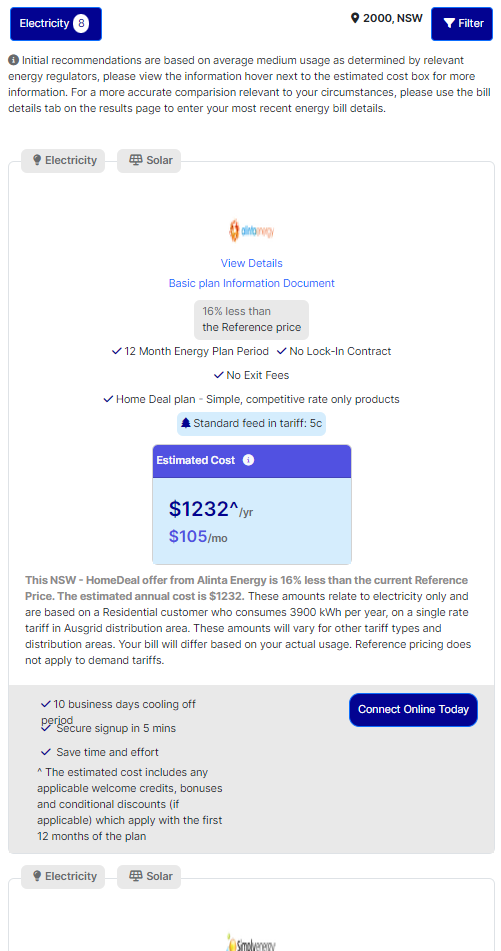 Electricity 8
2000, NSW
Filter
Initial recommendations are based on average medium usage as determined by relevant
energy regulators, please view the information hover next to the estimated cost box for more
information. For a more accurate comparision relevant to your circumstances, please use the bill
details tab on the results page to enter your most recent energy bill details.
Electricity
Solar
alintaenergy
View Details
Basic plan Information Document
16% less than
the Reference price
12 Month Energy Plan Period
No Lock-In Contract
No Exit Fees
Home Deal plan - Simple, competitive rate only products
Standard feed in tariff: 5c
Estimated Cost
$1232^/yr
$105/mo
This NSW - HomeDeal offer from Alinta Energy is 16% less than the current Reference
Price. The estimated annual cost is $1232. These amounts relate to electricity only and
are based on a Residential customer who consumes 3900 kWh per year, on a single rate
tariff in Ausgrid distribution area. These amounts will vary for other tariff types and
distribution areas. Your bill will differ based on your actual usage. Reference pricing does
not apply to demand tariffs.
10 business days cooling off
period
Secure signup in 5 mins
Save time and effort
^ The estimated cost includes any
applicable welcome credits, bonuses
and conditional discounts (if
applicable) which apply with the first
12 months of the plan
Connect Online Today
Electricity
Solar
Simplyenergy